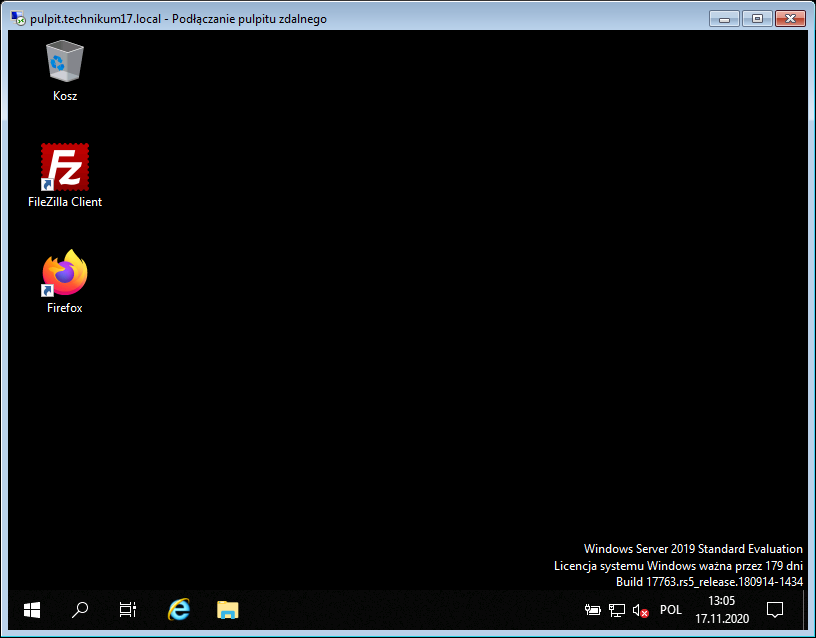 pulpit.technikum17.local - Podłączanie pulpitu zdalnego
Kosz
FZ
FileZilla Client
Firefox
Windows Server 2019 Standard Evaluation
Licencja systemu Windows ważna przez 179 dni
Build 17763.rs5_release.180914-1434
POL
13:05
17.11.2020